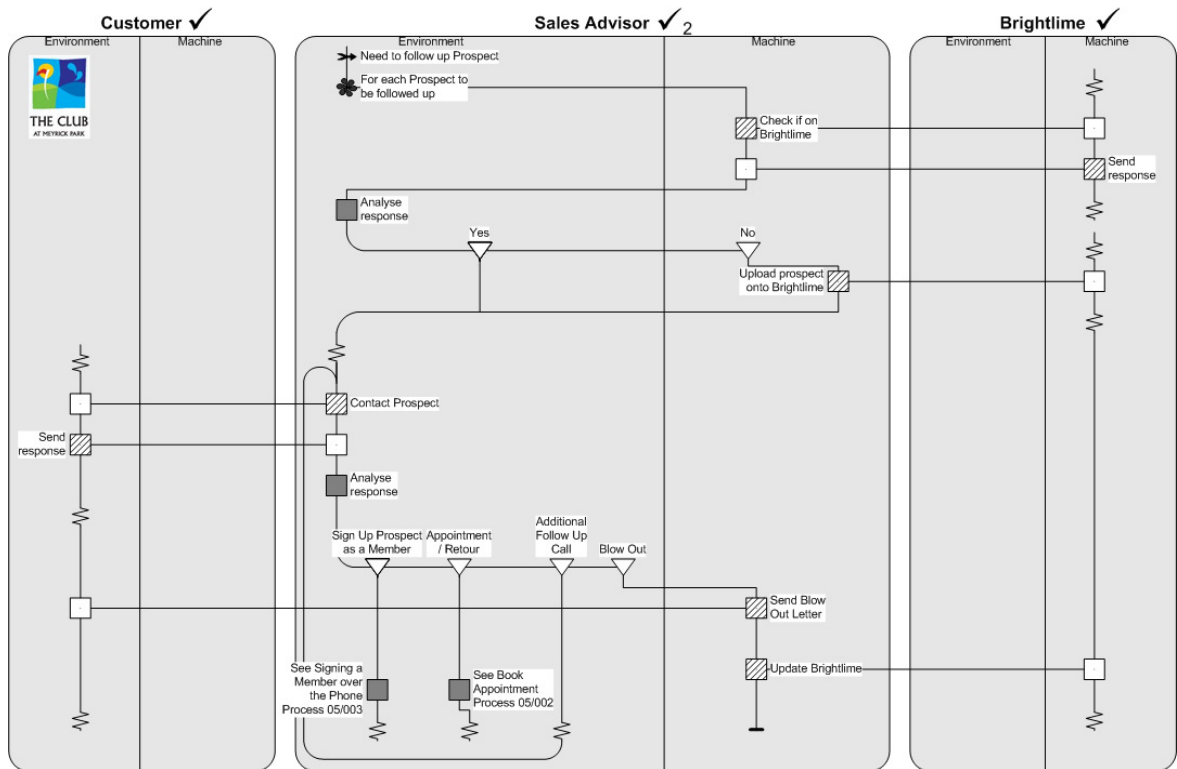 Customer ✓
Sales Advisor ✓ 2
Brightlime ✓
Environment
Machine
Environment
Machine
Environment
Machine
THE CLUB
AT MEYRICK PARK
Need to follow up Prospect
For each Prospect to
be followed up
Check if on
Brightlime
Send
response
Analyse
response
Yes
No
Upload prospect
onto Brightlime
Contact Prospect
Send
response
Analyse
response
Sign Up Prospect
as a Member
Appointment
/ Retour
Additional
Follow Up
Call
Blow Out
Send Blow
Out Letter
See Signing a
Member over
the Phone
Process 05/003
See Book
Appointment
Process 05/002
Update Brightlime